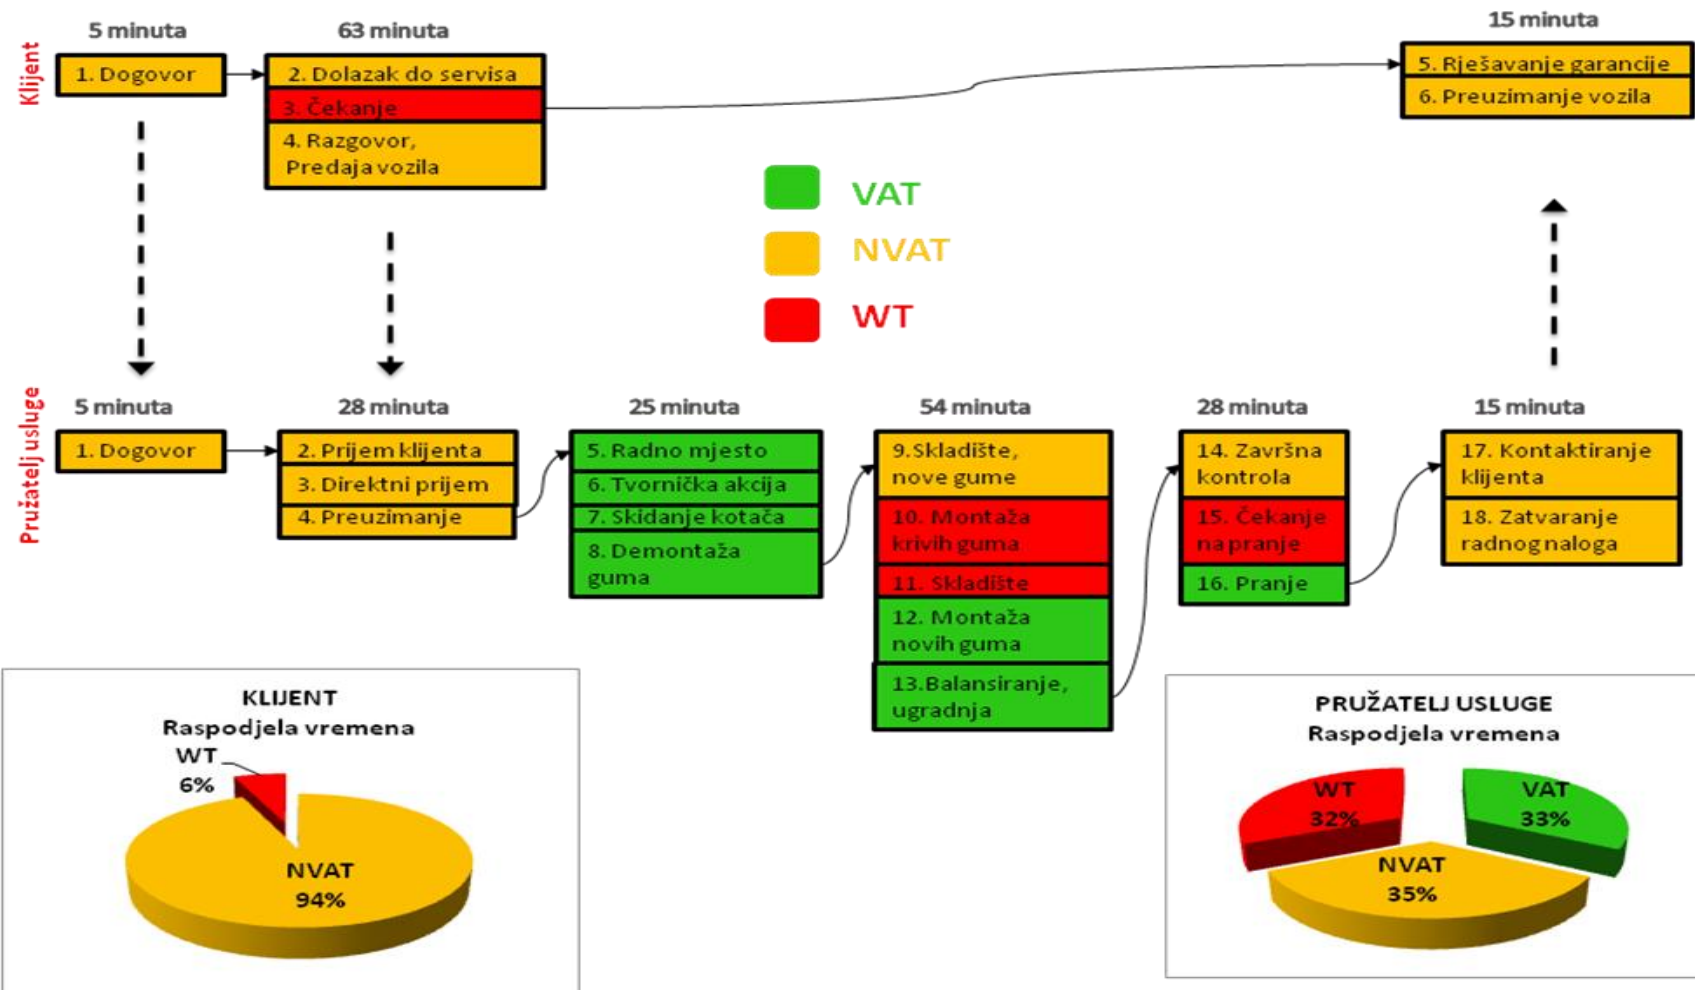 5 minuta
63 minuta
15 minuta
Klijent
1. Dogovor
2. Dolazak do servisa
3. Čekanje
4. Razgovor,
Predaja vozila
5. Rješavanje garancije
6. Preuzimanje vozila
VAT
NVAT
WT
Pružatelj usluge
5 minuta
28 minuta
25 minuta
54 minuta
28 minuta
15 minuta
1. Dogovor
2. Prijem klijenta
3. Direktni prijem
4. Preuzimanje
5. Radno mjesto
6. Tvornička akcija
7. Skidanje kotača
8. Demontaža
guma
9.Skladište,
nove gume
10. Montaža
krivih guma
11. Skladište
12. Montaža
novih guma
13.Balansiranje,
ugradnja
14. Završna
kontrola
15. Čekanje
na pranje
16. Pranje
17. Kontaktiranje
klijenta
18. Zatvaranje
radnog naloga
KLIJENT
Raspodjela vremena
WT
6%
NVAT
94%
PRUŽATELJ USLUGE
Raspodjela vremena
WT
32%
VAT
33%
NVAT
35%